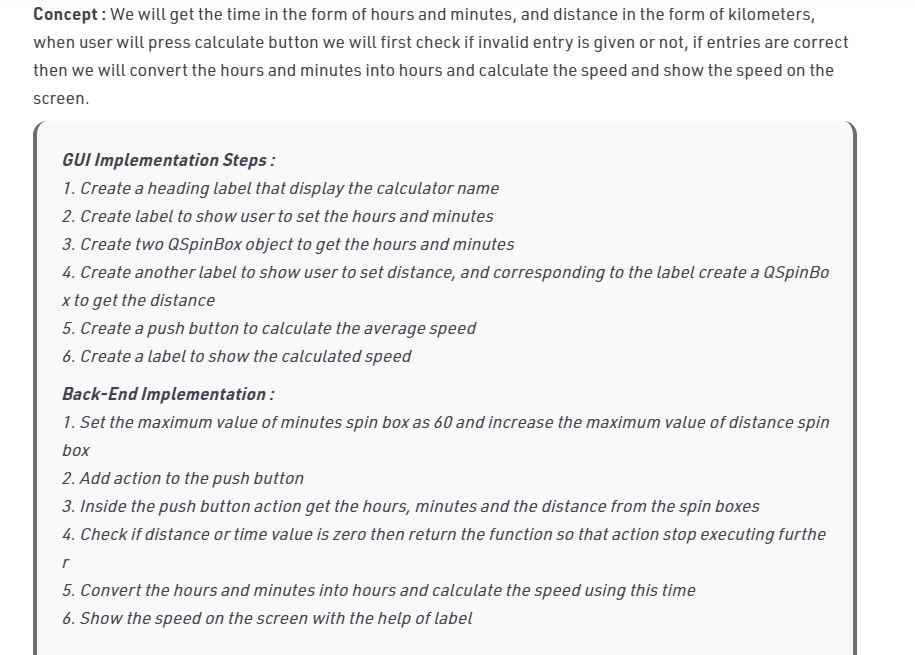 Concept : We will get the time in the form of hours and minutes, and distance in the form of kilometers,
when user will press calculate button we will first check if invalid entry is given or not, if entries are correct
then we will convert the hours and minutes into hours and calculate the speed and show the speed on the
screen.
GUI Implementation Steps :
1. Create a heading label that display the calculator name
2. Create label to show user to set the hours and minutes
3. Create two QSpinBox object to get the hours and minutes
4. Create another label to show user to set distance, and corresponding to the label create a QSpinBo
x to get the distance
5. Create a push button to calculate the average speed
6. Create a label to show the calculated speed
Back-End Implementation :
1. Set the maximum value of minutes spin box as 60 and increase the maximum value of distance spin
box
2. Add action to the push button
3. Inside the push button action get the hours, minutes and the distance from the spin boxes
4. Check if distance or time value is zero then return the function so that action stop executing furthe
r
5. Convert the hours and minutes into hours and calculate the speed using this time
6. Show the speed on the screen with the help of label